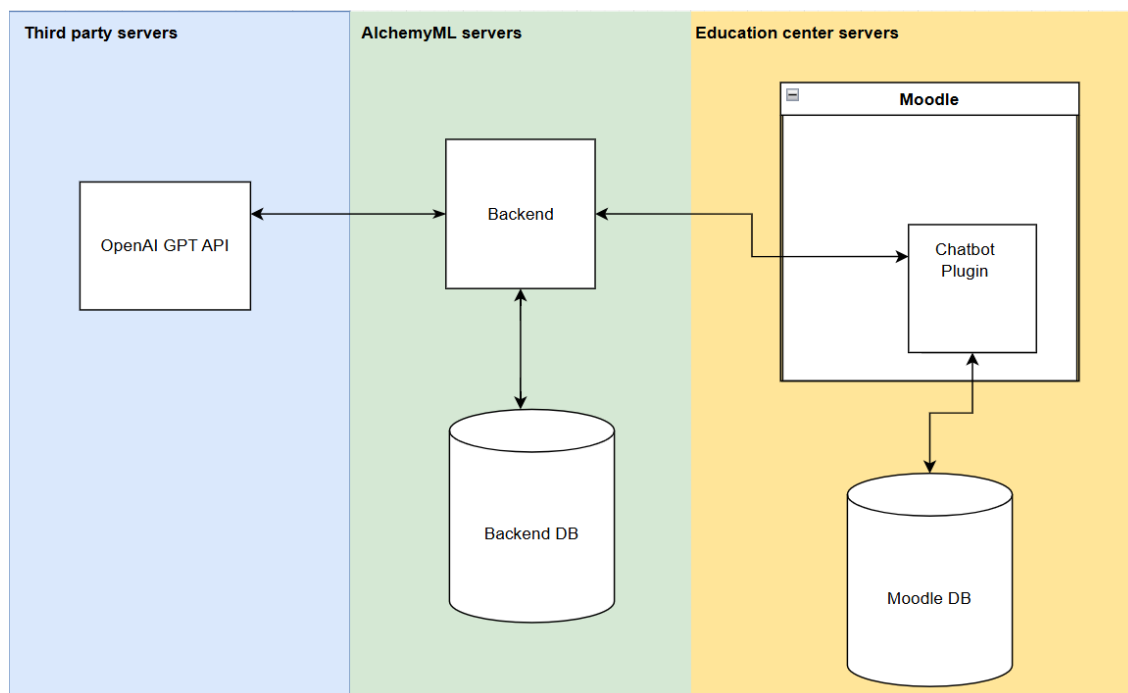 Third party servers
AlchemyML servers
Education center servers
Moodle
OpenAI GPT API
Backend
Chatbot
Plugin
Backend DB
Moodle DB